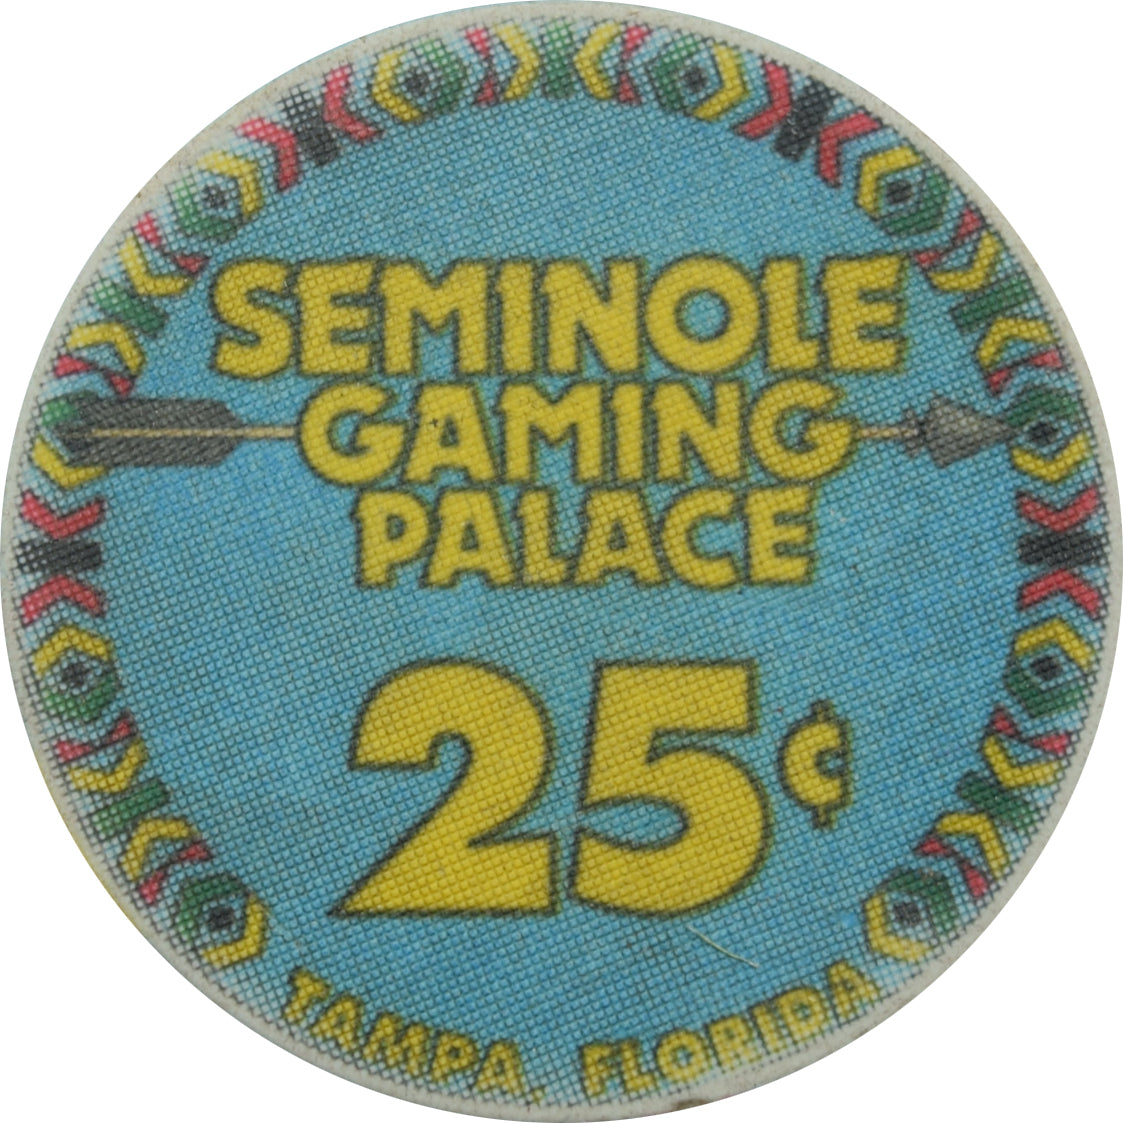 SEMINOLE
GAMING
PALACE
25¢
TAMPA, FLORIDA